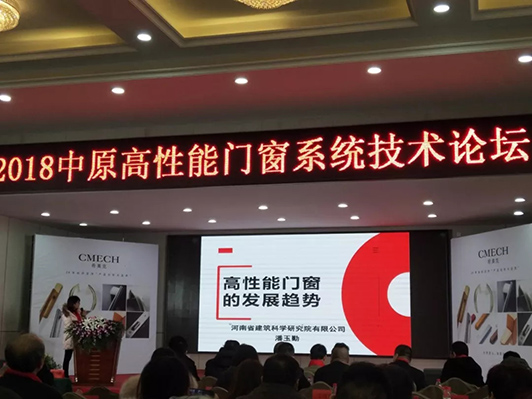 2018中原高性能门窗系统技术论坛
CMECH
高性能门窗
的发展趋势
河南省建筑科学研究院有限公司
潘玉勤
CMECH